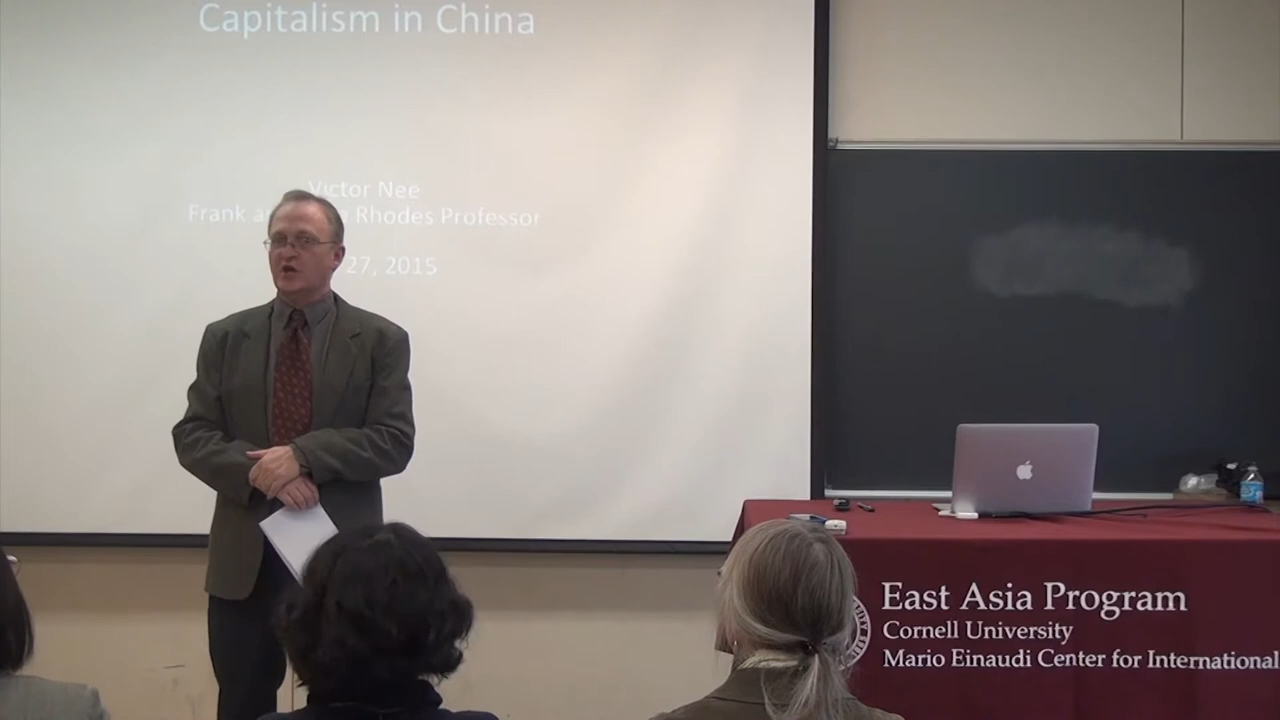 Capitalism in China
Victor Nee
Frank a Rhodes Professor
27, 2015
East Asia Program
Cornell University
Mario Einaudi Center for International